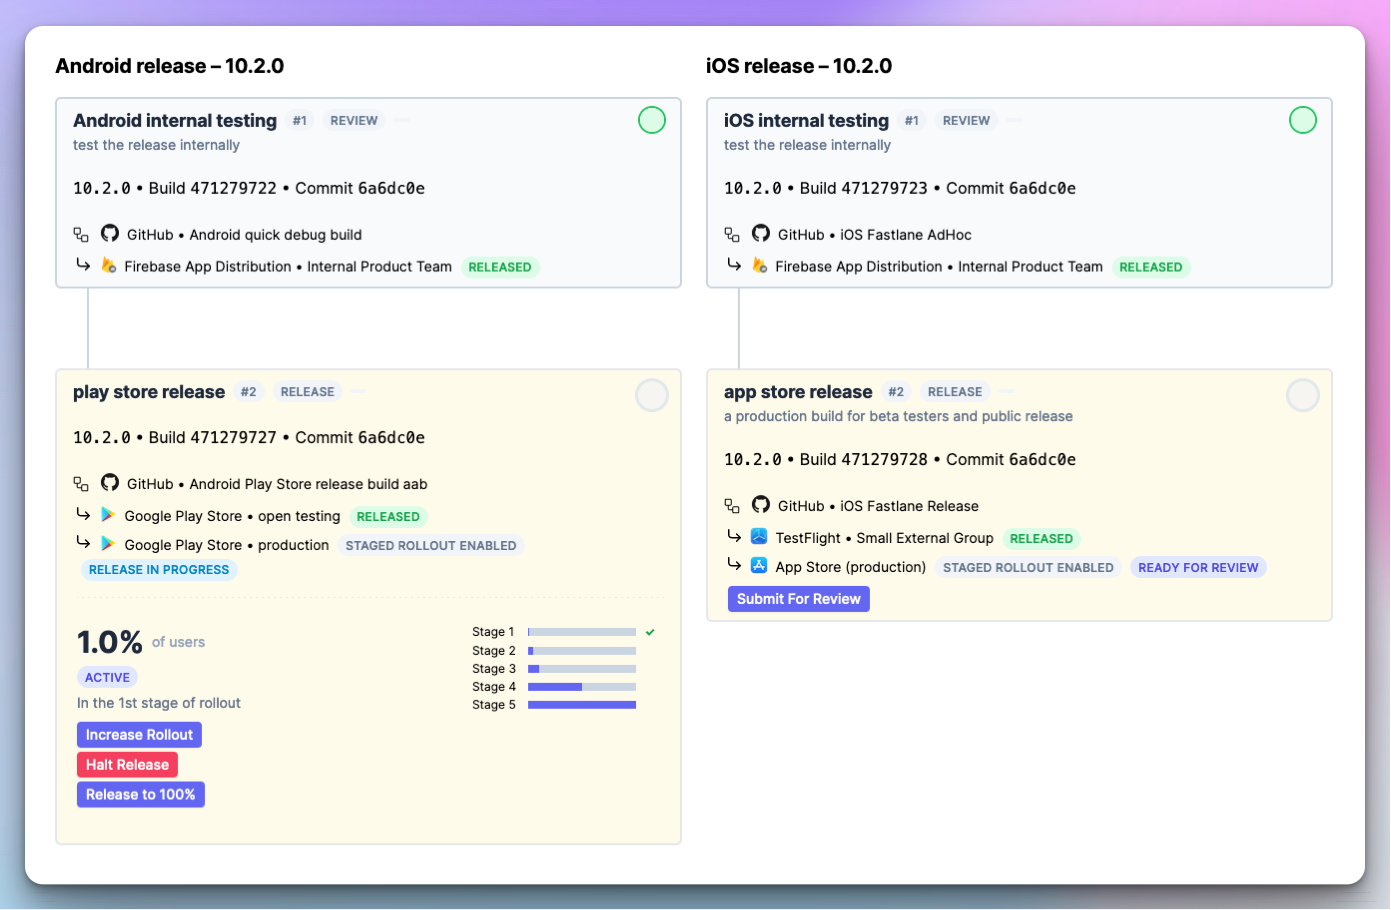 Android release – 10.2.0
Android internal testing #1 REVIEW
test the release internally
10.2.0 • Build 471279722 • Commit 6a6dc0e
GitHub • Android quick debug build
Firebase App Distribution • Internal Product Team RELEASED
play store release #2 RELEASE
10.2.0 • Build 471279727 • Commit 6a6dc0e
GitHub • Android Play Store release build aab
Google Play Store • open testing RELEASED
Google Play Store • production STAGED ROLLOUT ENABLED
RELEASE IN PROGRESS
1.0% of users
ACTIVE
In the 1st stage of rollout
Increase Rollout
Halt Release
Release to 100%
Stage 1
Stage 2
Stage 3
Stage 4
Stage 5
iOS release – 10.2.0
iOS internal testing #1 REVIEW
test the release internally
10.2.0 • Build 471279723 • Commit 6a6dc0e
GitHub • iOS Fastlane AdHoc
Firebase App Distribution • Internal Product Team RELEASED
app store release #2 RELEASE
a production build for beta testers and public release
10.2.0 • Build 471279728 • Commit 6a6dc0e
GitHub • iOS Fastlane Release
TestFlight • Small External Group RELEASED
App Store (production) STAGED ROLLOUT ENABLED READY FOR REVIEW
Submit For Review